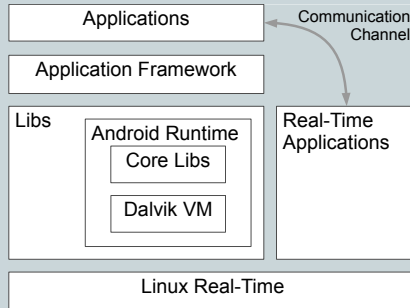 Applications
Communication
Channel
Application Framework
Libs
Android Runtime
Core Libs
Dalvik VM
Real-Time
Applications
Linux Real-Time